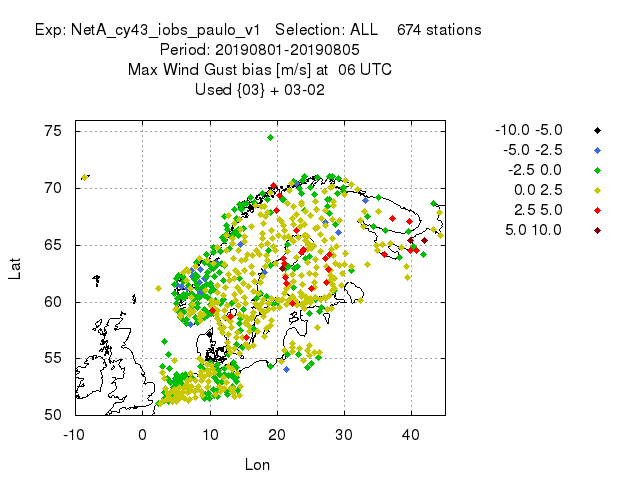 Exp: NetA_cy43_iobs_paulo_v1 Selection: ALL 674 stations
Period: 20190801-20190805
Max Wind Gust bias [m/s] at 06 UTC
Used {03} + 03-02
-10.0 -5.0
-5.0 -2.5
-2.5 0.0
0.0 2.5
2.5 5.0
5.0 10.0
75
70
65
60
55
50
Lat
-10 0 10 20 30 40
Lon